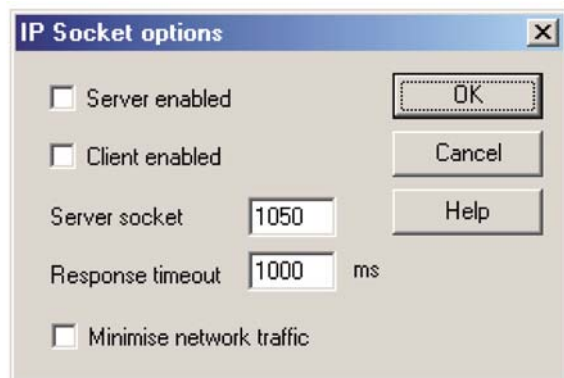 IP Socket options
Server enabled
OK
Client enabled
Cancel
Server socket 1050
Help
Response timeout 1000 ms
Minimise network traffic